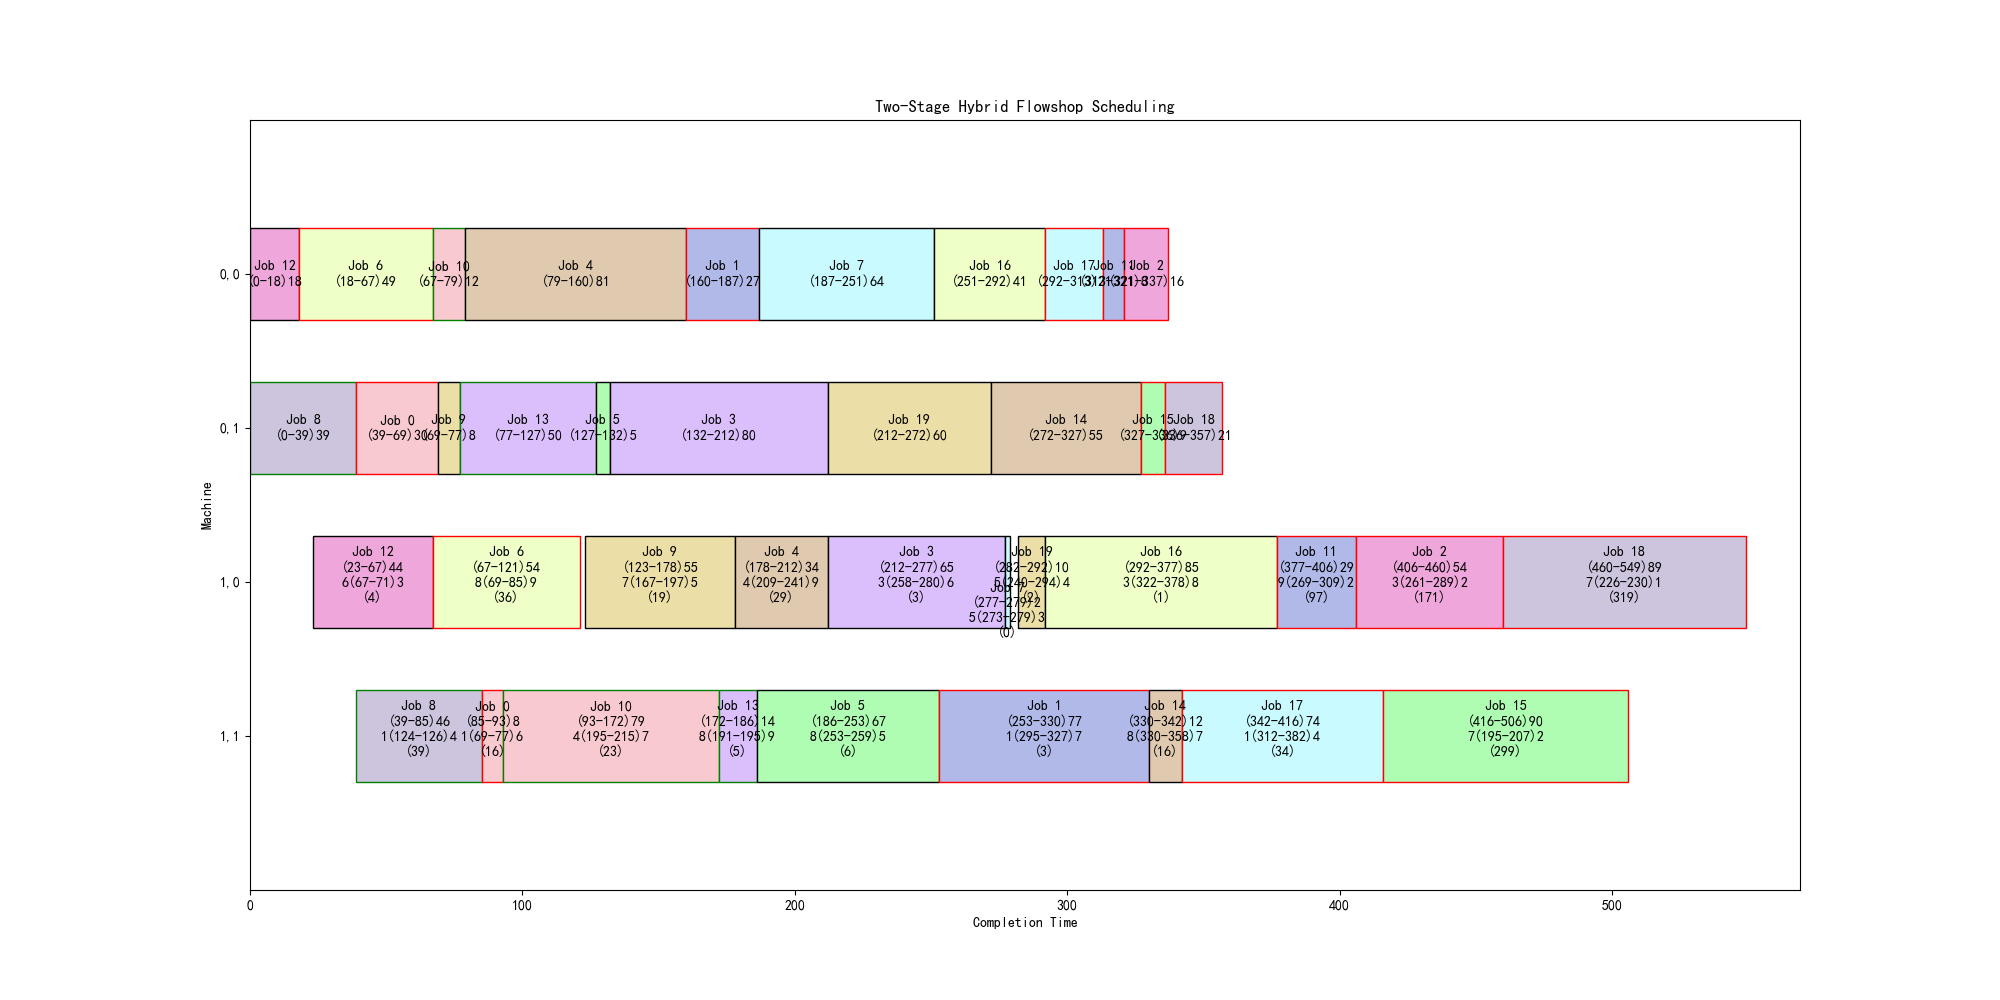 Two-Stage Hybrid Flowshop Scheduling
0,0
Job 12
(0-18)18
Job 6
(18-67)49
Job 10
(67-79)12
Job 4
(79-160)81
Job 1
(160-187)27
Job 7
(187-251)64
Job 16
(251-292)41
Job 17
Job 2
(321-337)16
0,1
Job 8
(0-39)39
Job 0
(39-69)30
Job 9
(69-77)8
Job 13
(77-127)50
Job 5
(127-132)5
Job 3
(132-212)80
Job 19
(212-272)60
Job 14
(272-327)55
Job 15
Job 18
(336-357)21
Machine
1,0
Job 12
(23-67)44
6(67-71)3
(4)
Job 6
(67-121)54
8(69-85)9
(36)
Job 9
(123-178)55
7(167-197)5
(19)
Job 4
(178-212)34
4(209-241)9
(29)
Job 3
(212-277)65
3(258-280)6
(3)
Job
(277-279)2
5(273-279)3
(0)
Job 19
(282-292)10
5(240-294)4
(2)
Job 16
(292-377)85
3(322-378)8
(1)
Job 11
(377-406)29
9(269-309)2
(97)
Job 2
(406-460)54
3(261-289)2
(171)
Job 18
(460-549)89
7(226-230)1
(319)
1,1
Job 8
(39-85)46
1(124-126)4
(39)
Job 0
(85-93)8
1(69-77)6
(16)
Job 10
(93-172)79
4(195-215)7
(23)
Job 13
(172-186)14
8(191-195)9
(5)
Job 5
(186-253)67
8(253-259)5
(6)
Job 1
(253-330)77
1(295-327)7
(3)
Job 14
(330-342)12
8(330-358)7
(16)
Job 17
(342-416)74
1(312-382)4
(34)
Job 15
(416-506)90
7(195-207)2
(299)
0
100
200
300
400
500
Completion Time